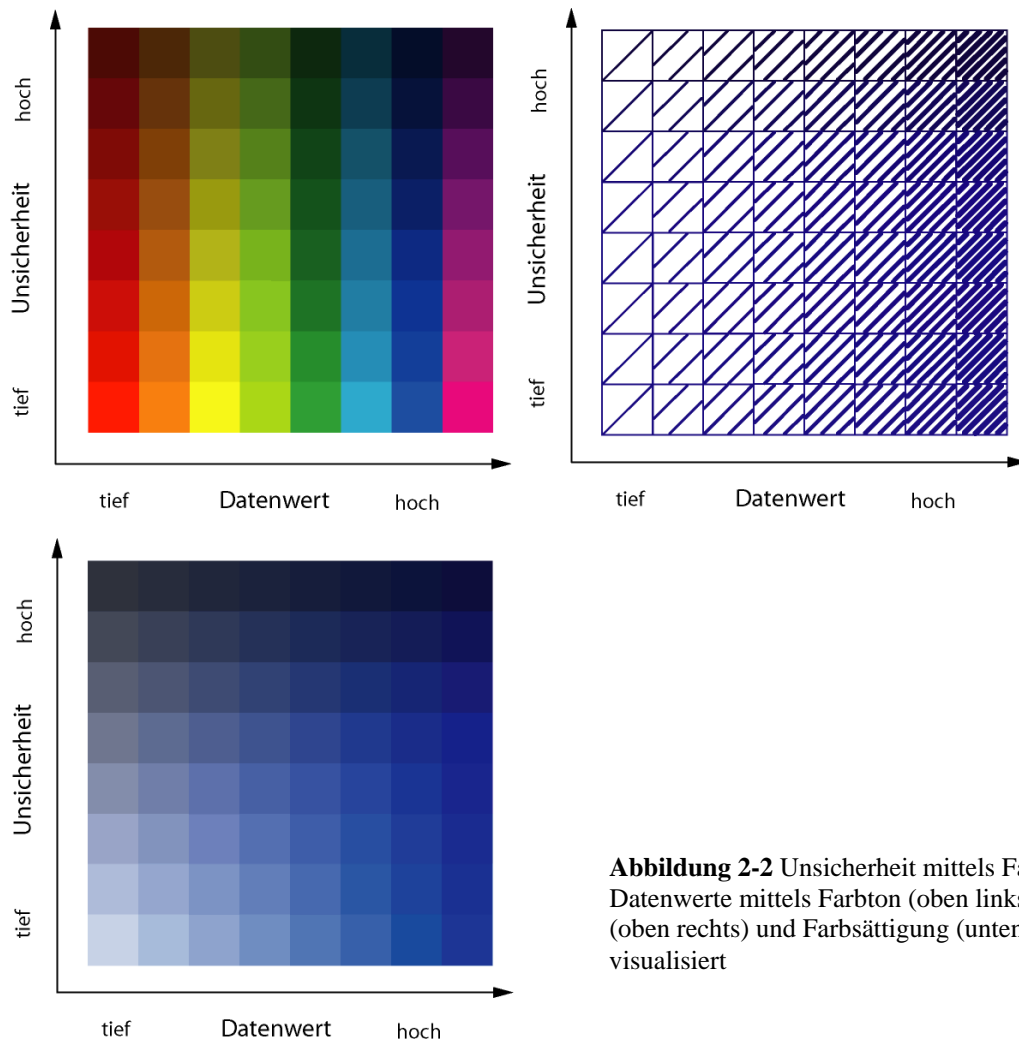 hoch
Unsicherheit
tief
tief Datenwert hoch
hoch
Unsicherheit
tief
tief Datenwert hoch
hoch
Unsicherheit
tief
tief Datenwert hoch
Abbildung 2-2 Unsicherheit mittels
Datenwerte mittels Farbton (oben links
(oben rechts) und Farbsättigung (unten
visualisiert